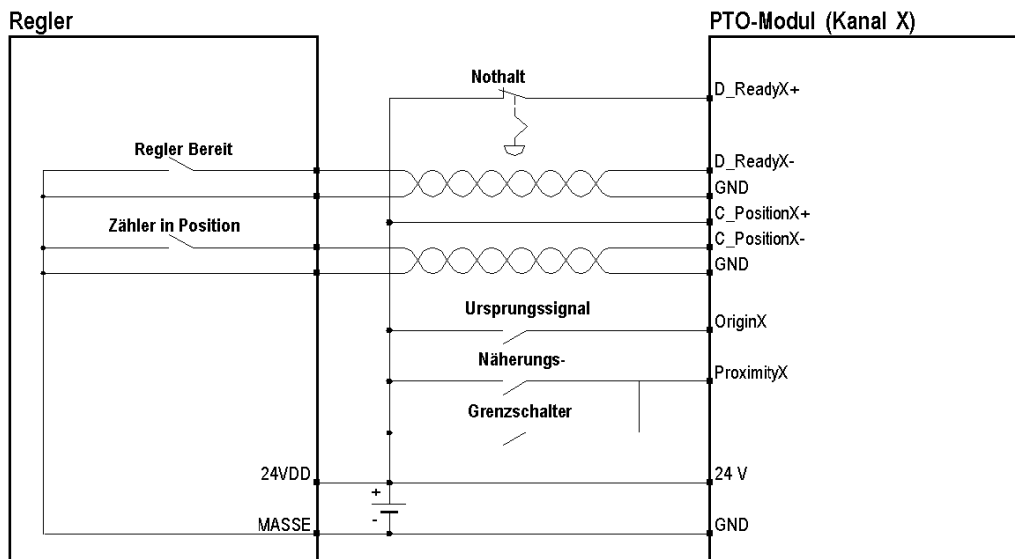 Regler
PTO-Modul (Kanal X)
Nothalt
D_ReadyX+
Regler Bereit
D_ReadyX-
GND
C_PositionX+
Zähler in Position
C_PositionX-
GND
Ursprungssignal
OriginX
Näherungs-
ProximityX
Grenzschalter
24VDD
+
24 V
-
MASSE
GND